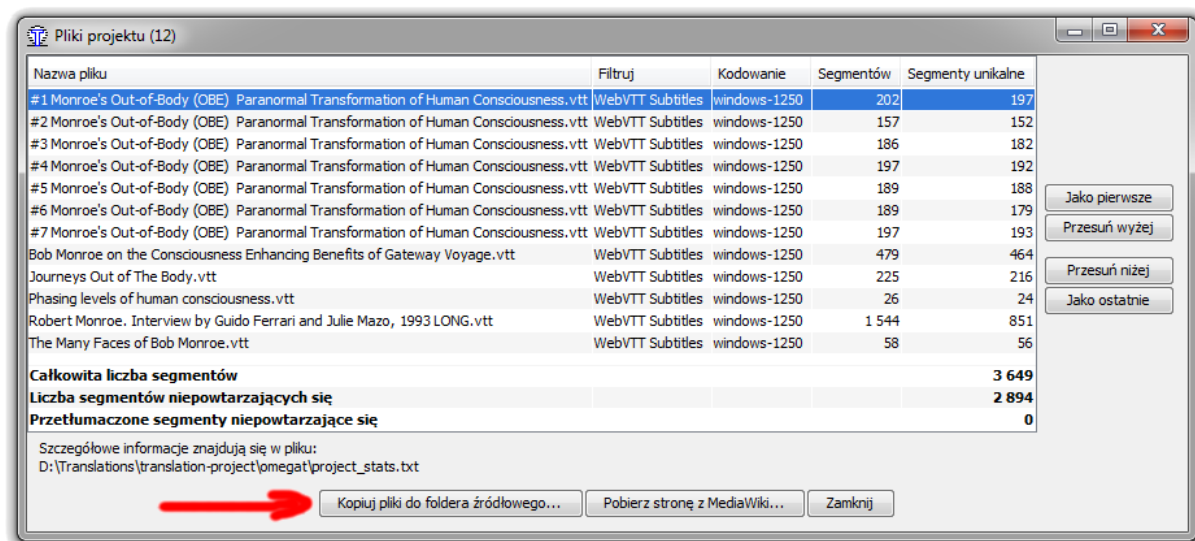 Pliki projektu (12)
Nazwa pliku Filtruj Kodowanie Segmentów Segmenty unikalne
#1 Monroe's Out-of-Body (OBE)  Paranormal Transformation of Human Consciousness.vtt WebVTT Subtitles windows-1250 202 197
#2 Monroe's Out-of-Body (OBE)  Paranormal Transformation of Human Consciousness.vtt WebVTT Subtitles windows-1250 157 152
#3 Monroe's Out-of-Body (OBE)  Paranormal Transformation of Human Consciousness.vtt WebVTT Subtitles windows-1250 186 182
#4 Monroe's Out-of-Body (OBE)  Paranormal Transformation of Human Consciousness.vtt WebVTT Subtitles windows-1250 197 192
#5 Monroe's Out-of-Body (OBE)  Paranormal Transformation of Human Consciousness.vtt WebVTT Subtitles windows-1250 189 188
#6 Monroe's Out-of-Body (OBE)  Paranormal Transformation of Human Consciousness.vtt WebVTT Subtitles windows-1250 189 179
#7 Monroe's Out-of-Body (OBE)  Paranormal Transformation of Human Consciousness.vtt WebVTT Subtitles windows-1250 197 193
Bob Monroe on the Consciousness Enhancing Benefits of Gateway Voyage.vtt WebVTT Subtitles windows-1250 479 464
Journeys Out of The Body.vtt WebVTT Subtitles windows-1250 225 216
Phasing levels of human consciousness.vtt WebVTT Subtitles windows-1250 26 24
Robert Monroe. Interview by Guido Ferrari and Julie Mazo, 1993 LONG.vtt WebVTT Subtitles windows-1250 1 544 851
The Many Faces of Bob Monroe.vtt WebVTT Subtitles windows-1250 58 56
Całkowita liczba segmentów 3 649
Liczba segmentów niepowtarzających się 2 894
Przetłumaczone segmenty niepowtarzające się 0
Jako pierwsze
Przesuń wyżej
Przesuń niżej
Jako ostatnie
Szczegółowe informacje znajdują się w pliku:
D:\Translations\translation-project\omegat\project_stats.txt
Kopiuj pliki do foldera źródłowego... Pobierz stronę z MediaWiki... Zamknij